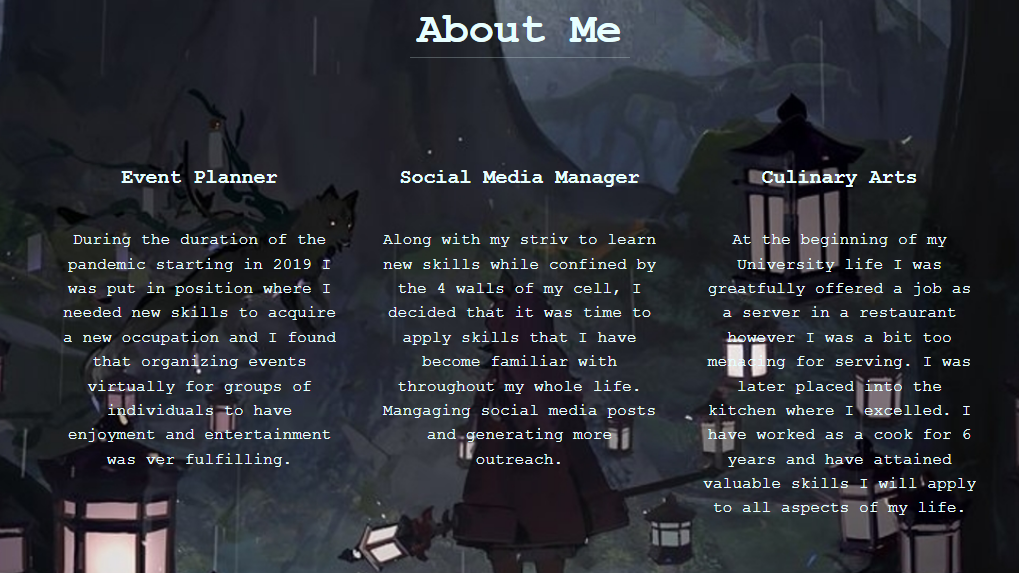 About Me
Event Planner
During the duration of the
pandemic starting in 2019 I
was put in position where I
needed new skills to acquire
a new occupation and I found
that organizing events
virtually for groups of
individuals to have
enjoyment and entertainment
was ver fulfilling.
Social Media Manager
Along with my striv to learn
new skills while confined by
the 4 walls of my cell, I
decided that it was time to
apply skills that I have
become familiar with
throughout my whole life.
Mangaging social media posts
and generating more
outreach.
Culinary Arts
At the beginning of my
University life I was
greatfully offered a job as
a server in a restaurant
however I was a bit too
menacing for serving. I was
later placed into the
kitchen where I excelled. I
have worked as a cook for 6
years and have attained
valuable skills I will apply
to all aspects of my life.